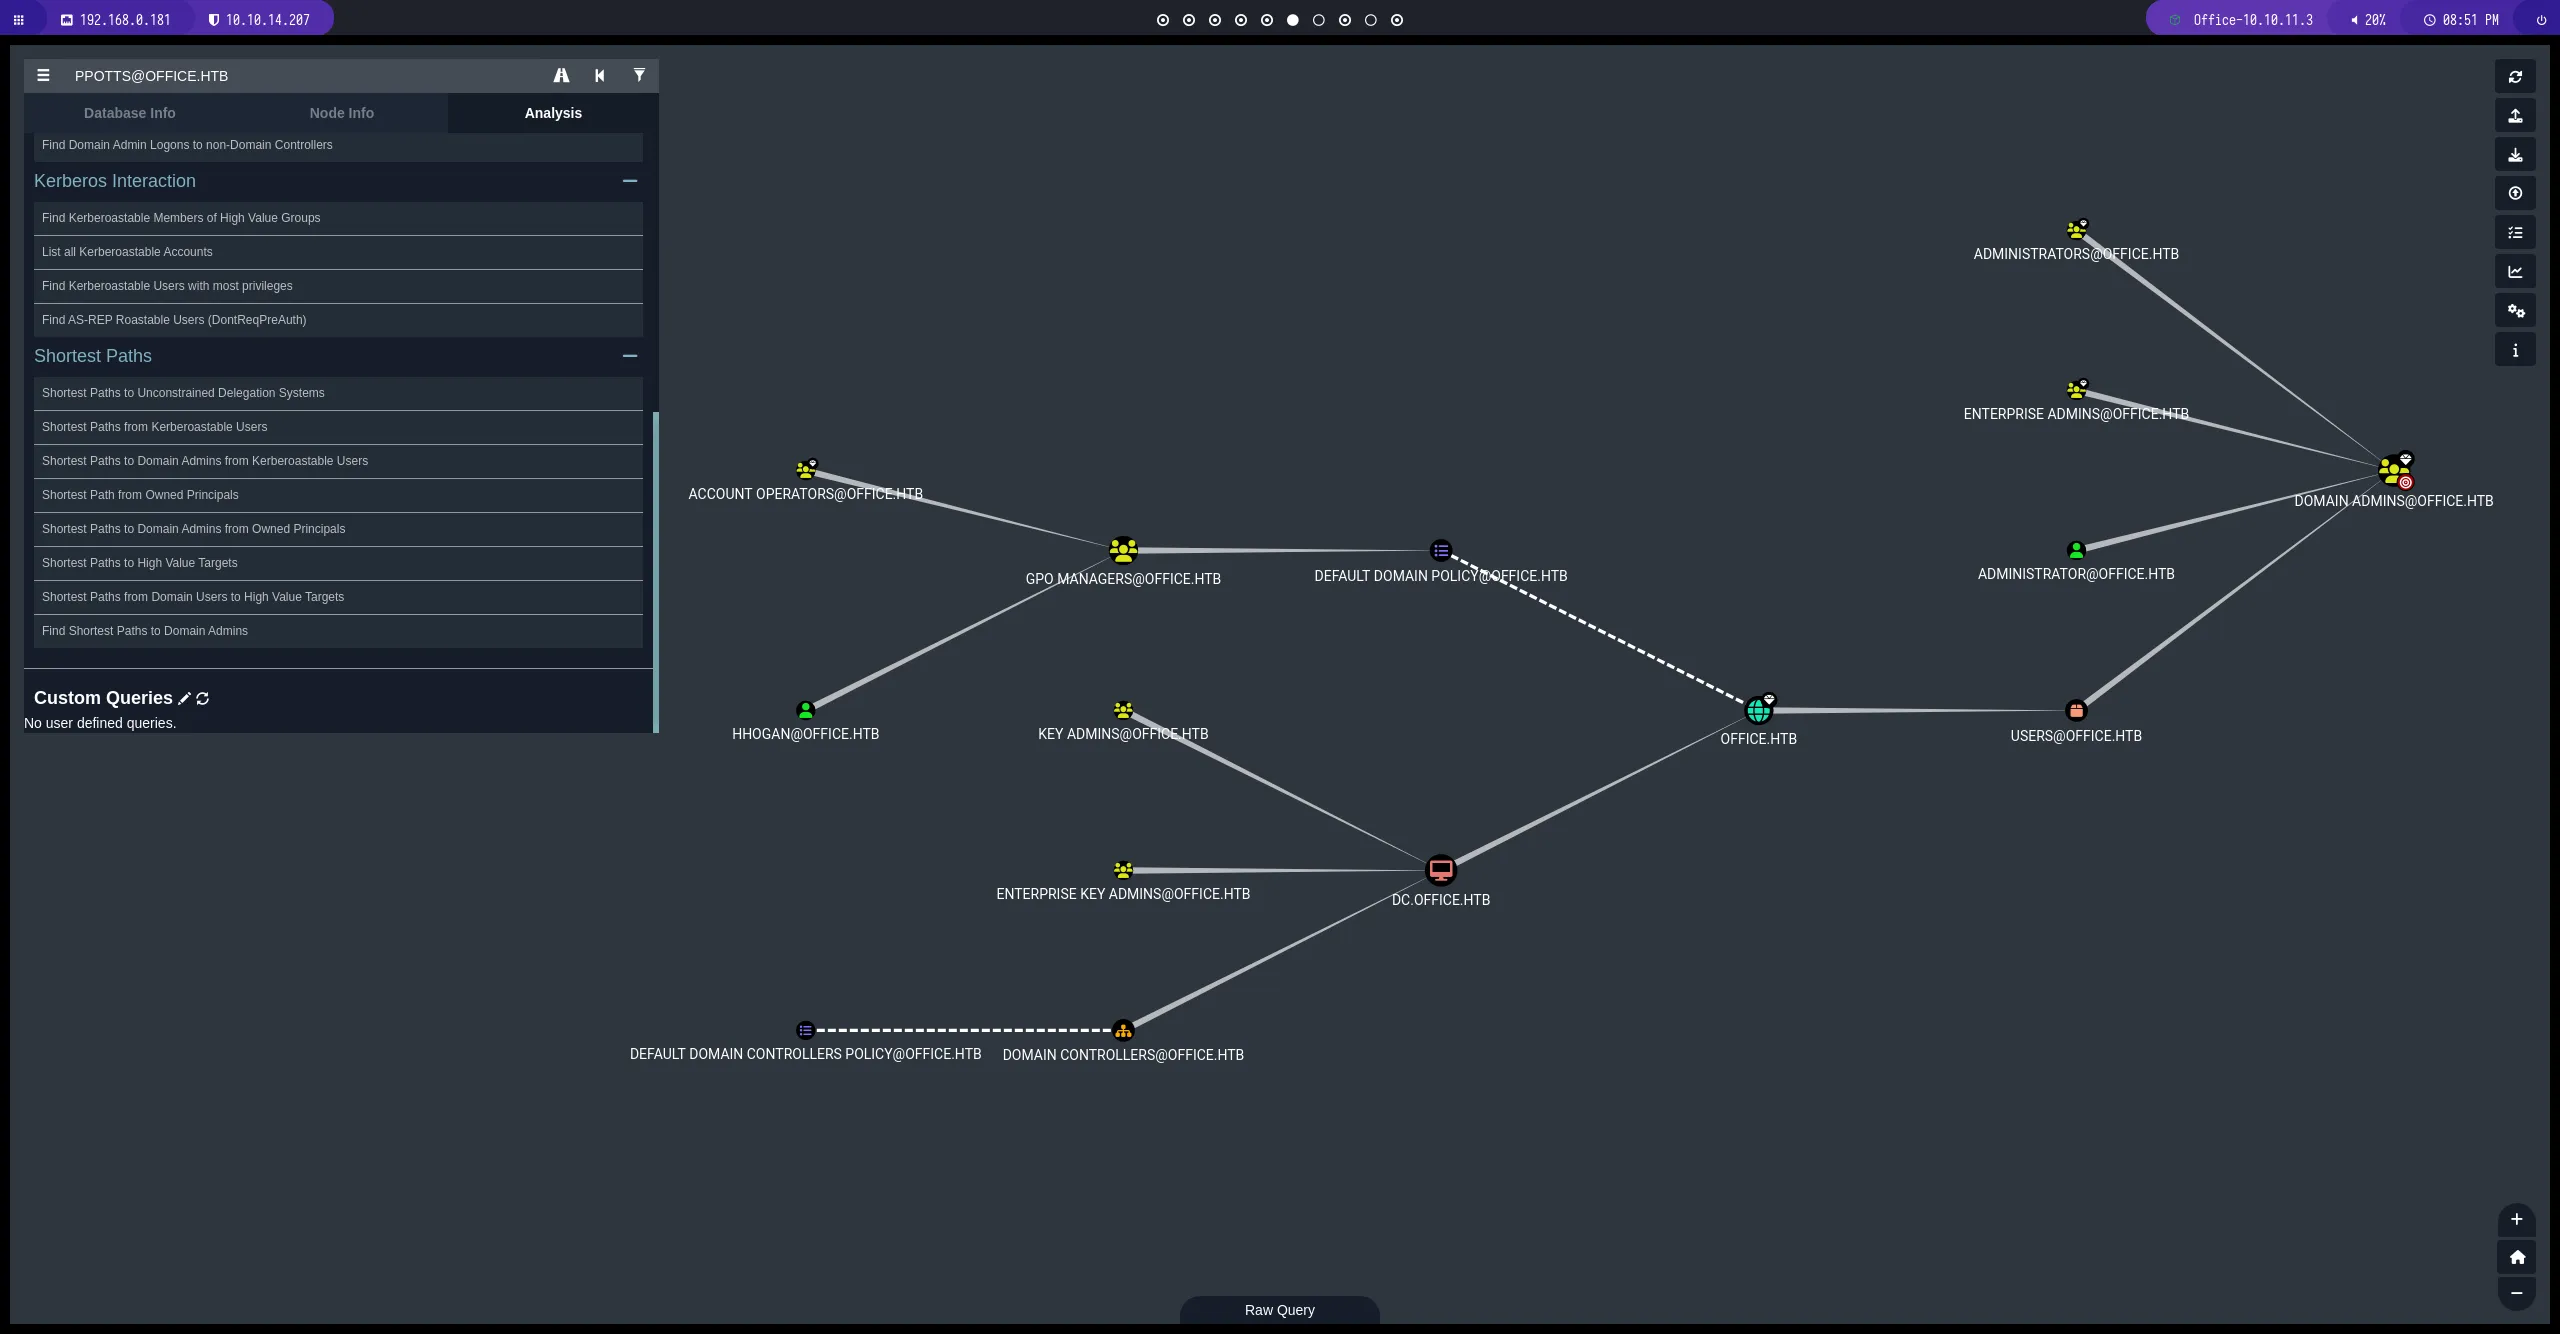 192.168.0.181 10.10.14.207 Office-10.10.11.3 20% 08:51 PM
PPOTTS@OFFICE.HTB
Database Info Node Info Analysis
Find Domain Admin Logons to non-Domain Controllers
Kerberos Interaction
Find Kerberoastable Members of High Value Groups
List all Kerberoastable Accounts
Find Kerberoastable Users with most privileges
Find AS-REP Roastable Users (DontReqPreAuth)
Shortest Paths
Shortest Paths to Unconstrained Delegation Systems
Shortest Paths from Kerberoastable Users
Shortest Paths to Domain Admins from Kerberoastable Users
Shortest Path from Owned Principals
Shortest Paths to Domain Admins from Owned Principals
Shortest Paths to High Value Targets
Shortest Paths from Domain Users to High Value Targets
Find Shortest Paths to Domain Admins
Custom Queries
No user defined queries.
ADMINISTRATORS@OFFICE.HTB
ENTERPRISE ADMINS@OFFICE.HTB
ACCOUNT OPERATORS@OFFICE.HTB
DOMAIN ADMINS@OFFICE.HTB
GPO MANAGERS@OFFICE.HTB
DEFAULT DOMAIN POLICY@OFFICE.HTB
ADMINISTRATOR@OFFICE.HTB
HHOGAN@OFFICE.HTB
KEY ADMINS@OFFICE.HTB
OFFICE.HTB
USERS@OFFICE.HTB
ENTERPRISE KEY ADMINS@OFFICE.HTB
DC.OFFICE.HTB
DEFAULT DOMAIN CONTROLLERS POLICY@OFFICE.HTB
DOMAIN CONTROLLERS@OFFICE.HTB
Raw Query